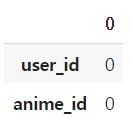 0
user_id 0
anime_id 0